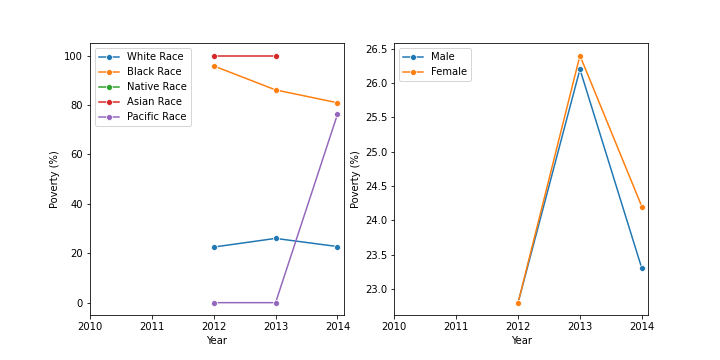 White Race
Black Race
Native Race
Asian Race
Pacific Race
100
80
60
40
20
0
Poverty (%)
2010 2011 2012 2013 2014
Year
Male
Female
26.5
26.0
25.5
25.0
24.5
24.0
23.5
23.0
Poverty (%)
2010 2011 2012 2013 2014
Year